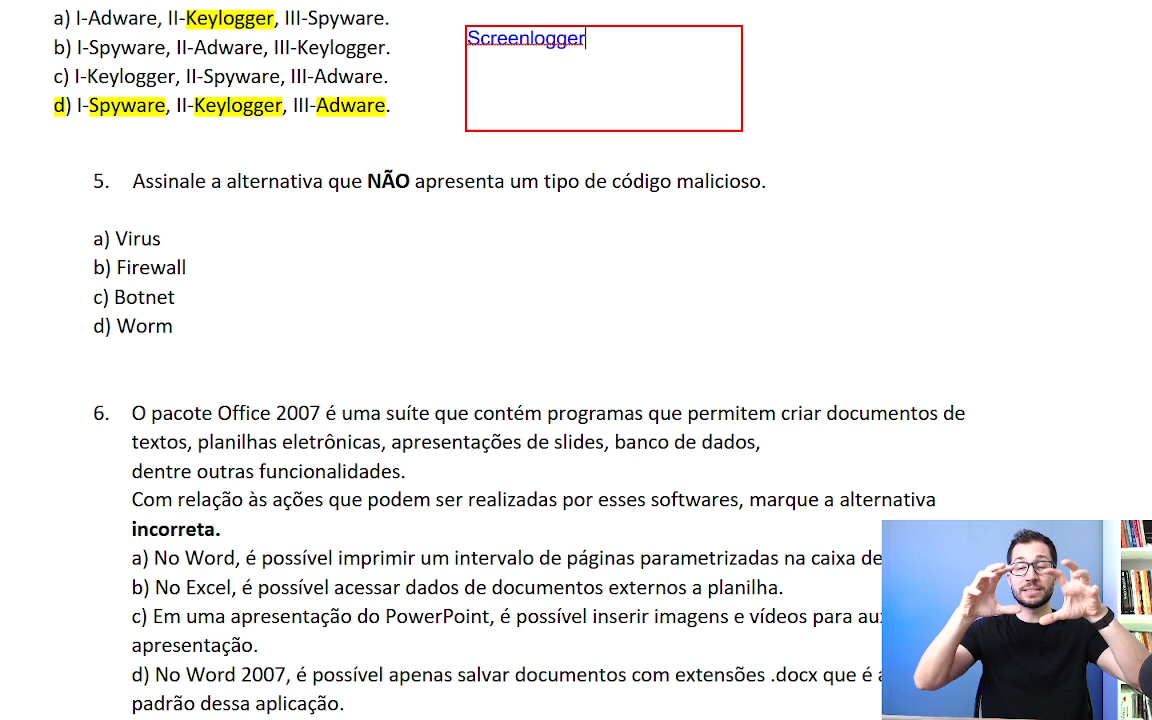 a) I-Adware, II-Keylogger, III-Spyware.
b) I-Spyware, II-Adware, III-Keylogger.
c) I-Keylogger, II-Spyware, III-Adware.
d) I-Spyware, II-Keylogger, III-Adware.
Screenlogger
5. Assinale a alternativa que NÃO apresenta um tipo de código malicioso.
a) Virus
b) Firewall
c) Botnet
d) Worm
6. O pacote Office 2007 é uma suíte que contém programas que permitem criar documentos de
textos, planilhas eletrônicas, apresentações de slides, banco de dados,
dentre outras funcionalidades.
Com relação às ações que podem ser realizadas por esses softwares, marque a alternativa
incorreta.
a) No Word, é possível imprimir um intervalo de páginas parametrizadas na caixa de
b) No Excel, é possível acessar dados de documentos externos a planilha.
c) Em uma apresentação do PowerPoint, é possível inserir imagens e vídeos para
apresentação.
d) No Word 2007, é possível apenas salvar documentos com extensões .docx que é
padrão dessa aplicação.